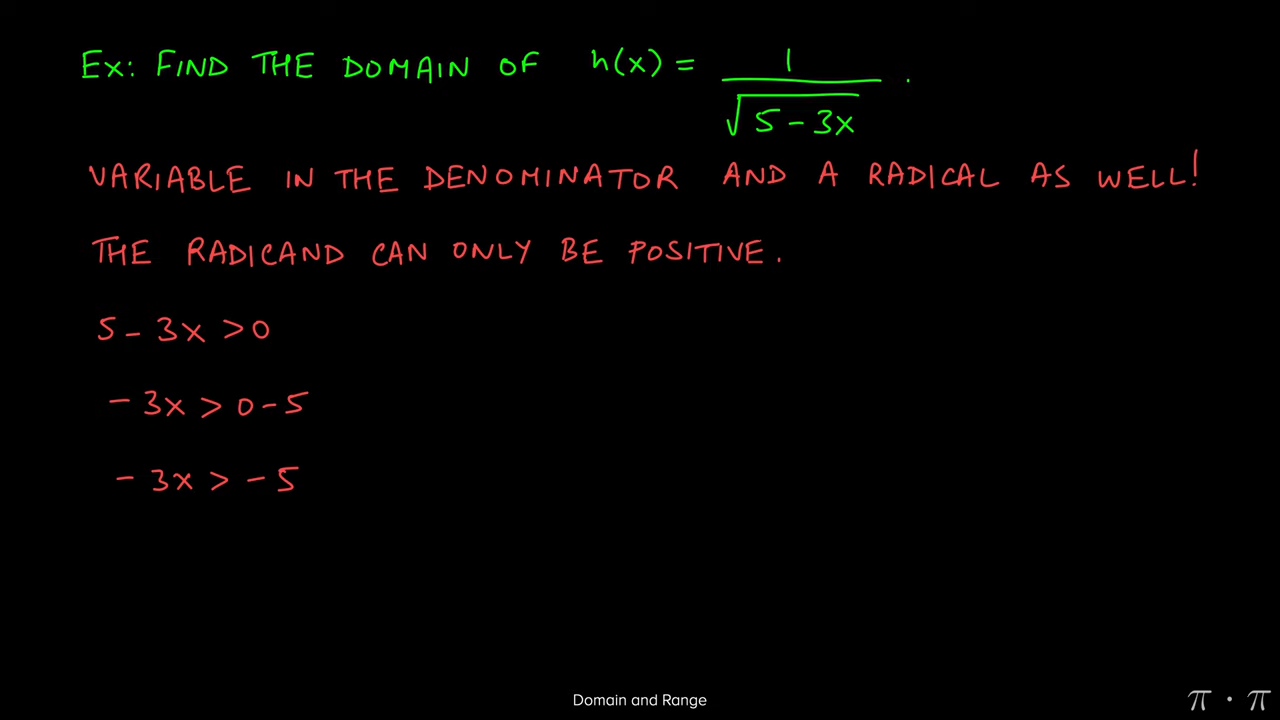 Ex: FIND THE DOMAIN OF h(x) = 1/√(5-3x).
VARIABLE IN THE DENOMINATOR AND A RADICAL AS WELL!
THE RADICAND CAN ONLY BE POSITIVE.
5-3x>0
-3x>0-5
-3x>-5
Domain and Range
π · π